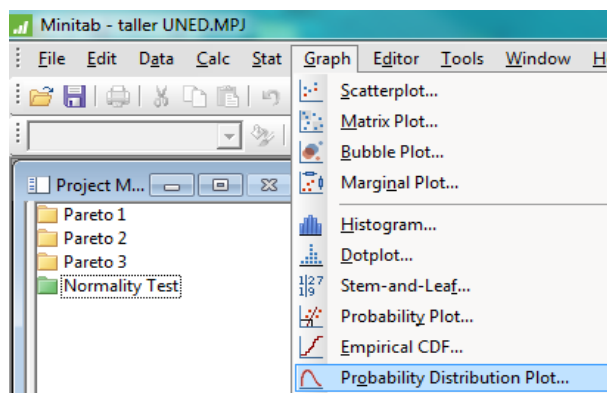 Minitab - taller UNED.MPJ
File Edit Data Calc Stat Graph Editor Tools Window H
Scatterplot...
Matrix Plot...
Bubble Plot...
Project M...
Marginal Plot...
Pareto 1
Pareto 2
Histogram...
Pareto 3
Dotplot...
Normality Test
Stem-and-Leaf...
Probability Plot...
Empirical CDF...
Probability Distribution Plot...